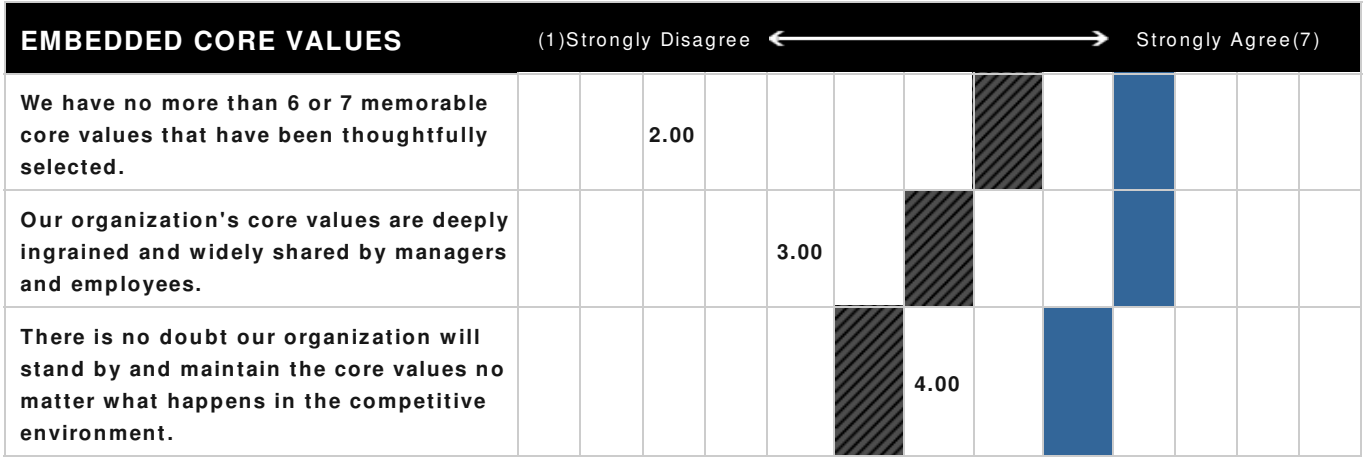 EMBEDDED CORE VALUES (1)Strongly Disagree Strongly Agree(7)
We have no more than 6 or 7 memorable
core values that have been thoughtfully 2.00
selected.
Our organization's core values are deeply
ingrained and widely shared by managers 3.00
and employees.
There is no doubt our organization will
stand by and maintain the core values no
matter what happens in the competitive 4.00
environment.